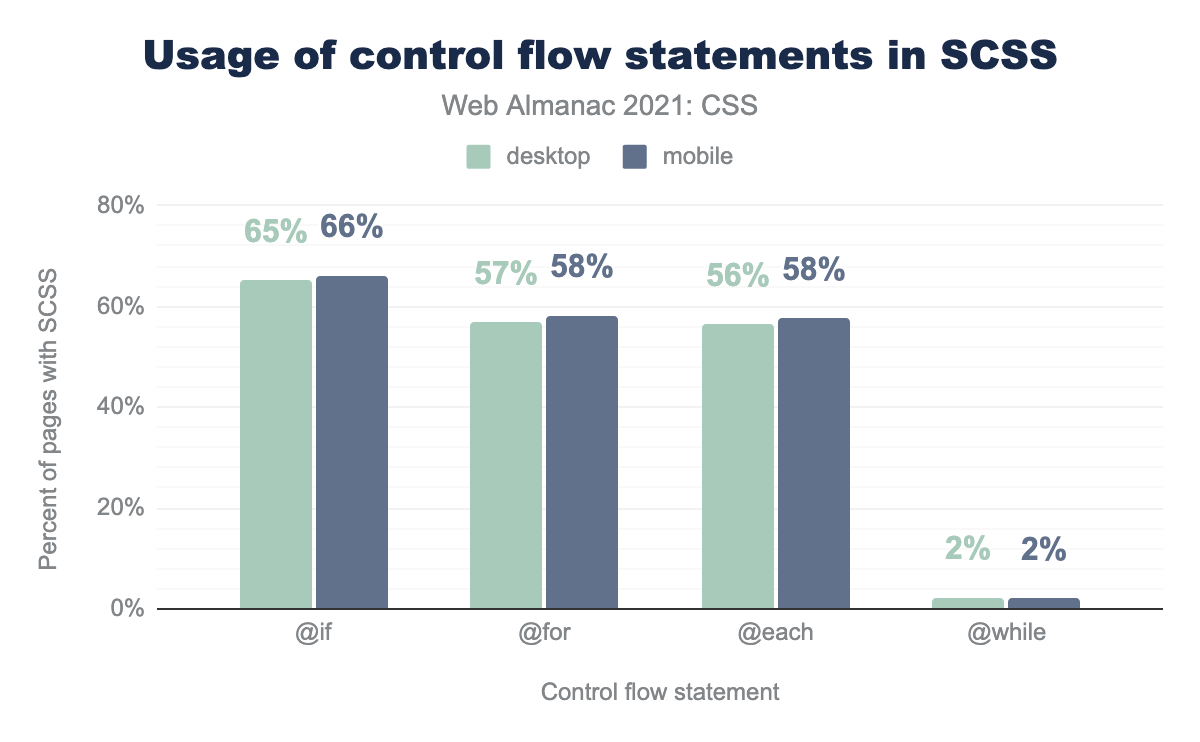 Usage of control flow statements in SCSS
Web Almanac 2021: CSS
desktop mobile
Percent of pages with SCSS
80%
60%
40%
20%
0%
65% 66%
57% 58%
56% 58%
2% 2%
@if @for @each @while
Control flow statement